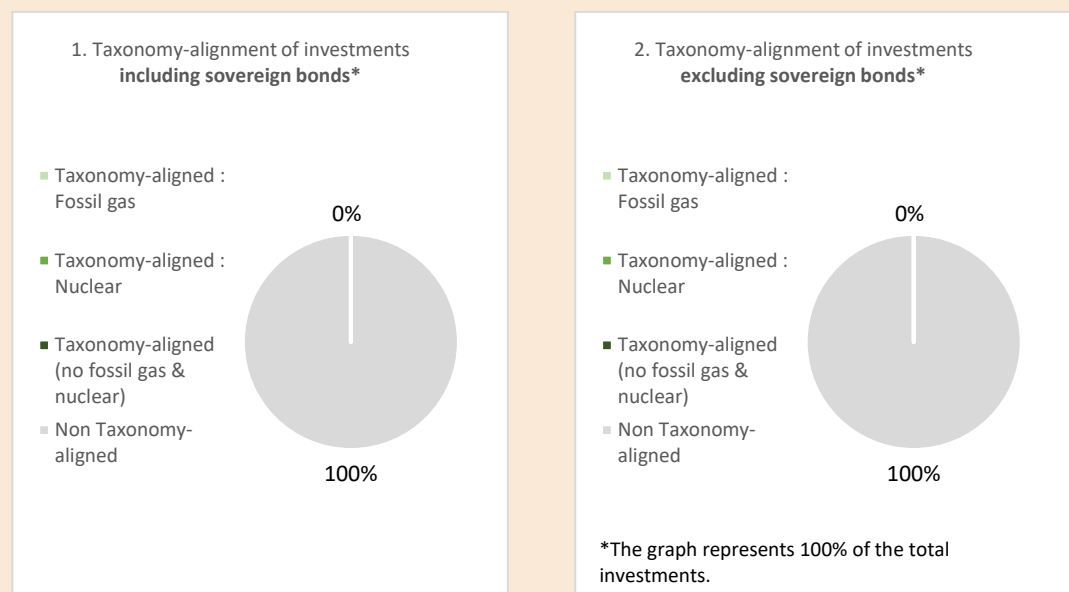 1. Taxonomy-alignment of investments
including sovereign bonds*
Taxonomy-aligned :
Fossil gas
Taxonomy-aligned :
Nuclear
Taxonomy-aligned
(no fossil gas &
nuclear)
Non Taxonomy-
aligned
0%
100%
2. Taxonomy-alignment of investments
excluding sovereign bonds*
Taxonomy-aligned :
Fossil gas
Taxonomy-aligned :
Nuclear
Taxonomy-aligned
(no fossil gas &
nuclear)
Non Taxonomy-
aligned
0%
100%
*The graph represents 100% of the total
investments.